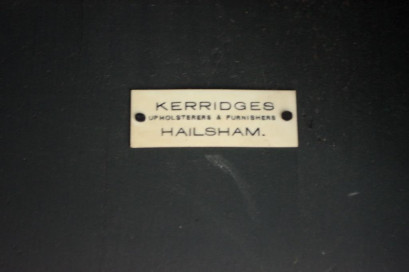 KERRIDGES
UPHOLSTERERS & FURNISHERS
HAILSHAM.